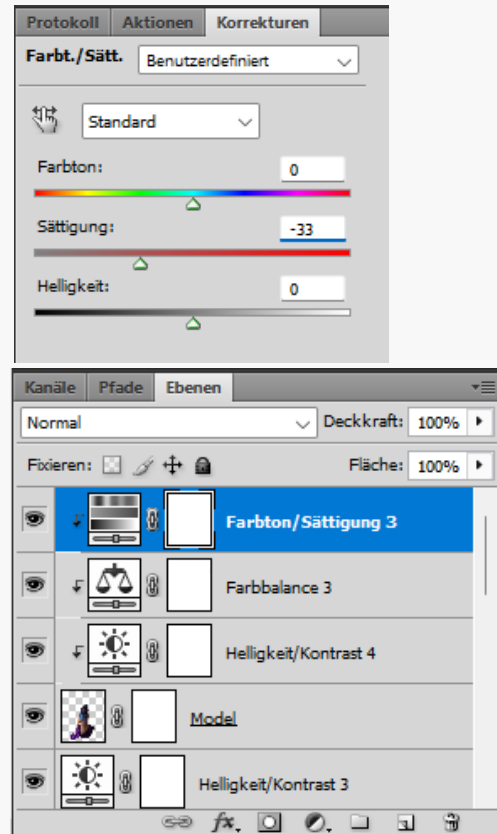 Protokoll Aktionen Korrekturen
Farbt./Sätt. Benutzerdefiniert
Standard
Farbton: 0
Sättigung: -33
Helligkeit: 0
Kanäle Pfade Ebenen
Normal Deckkraft: 100%
Fixieren: Fläche: 100%
Farbton/Sättigung 3
Farbbalance 3
Helligkeit/Kontrast 4
Model
Helligkeit/Kontrast 3
fx.